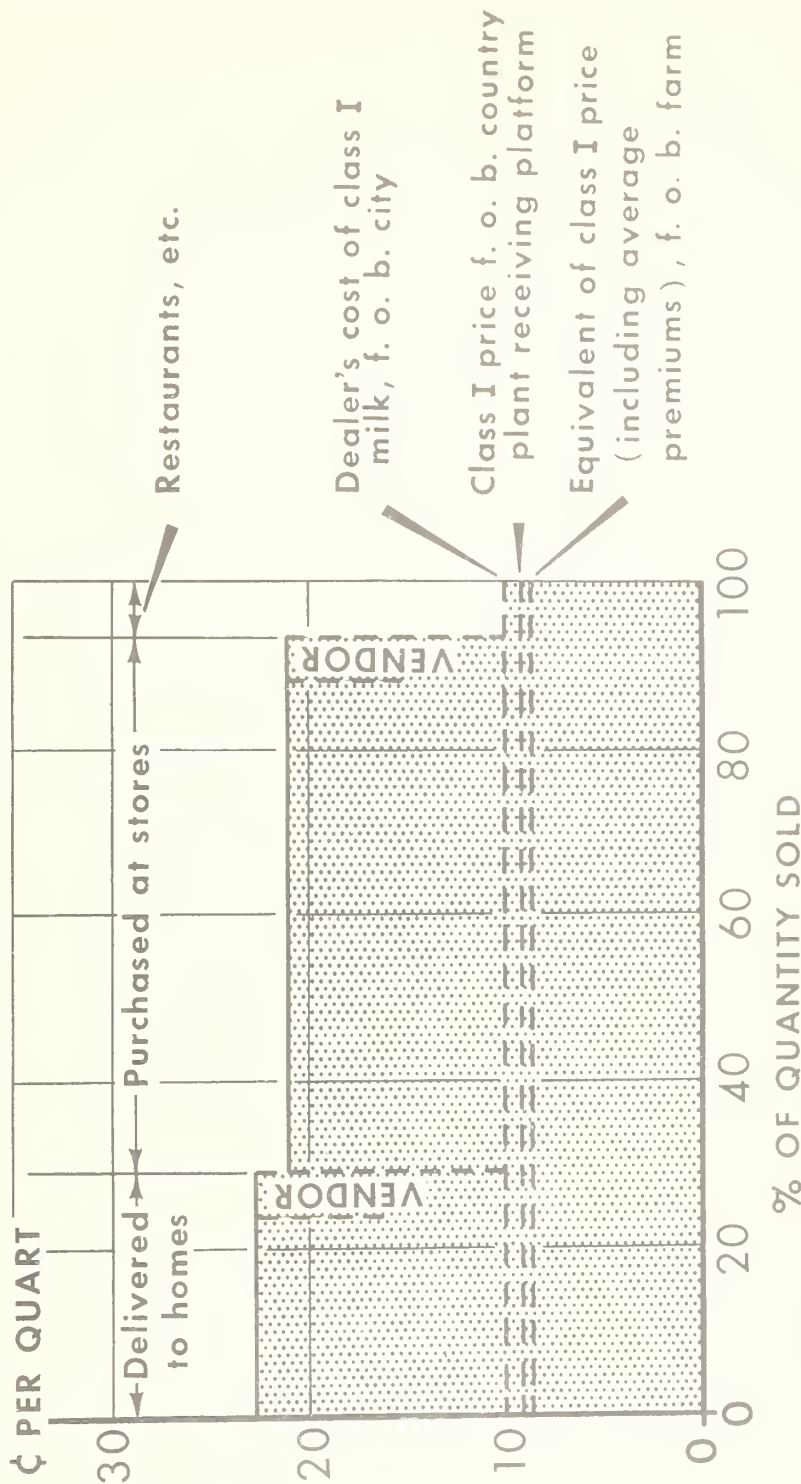 ¢ PER QUART
30
20
10
0
Delivered
to homes
Purchased at stores
Restaurants, etc.
VENDOR
VENDOR
Dealer's cost of class I
milk, f. o. b. city
Class I price f. o. b. country
plant receiving platform
Equivalent of class I price
(including average
premiums), f. o. b. farm
0
20
40
60
80
100
% OF QUANTITY SOLD